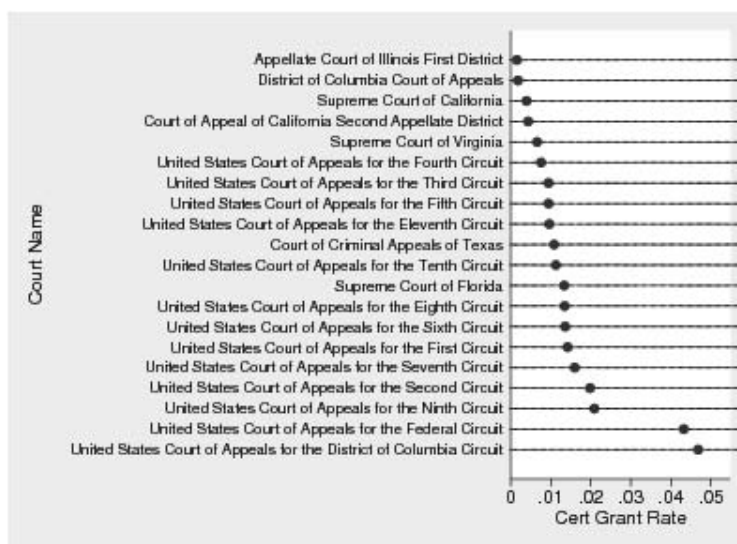 Appellate Court of Illinois First District
District of Columbia Court of Appeals
Supreme Court of California
Court of Appeal of California Second Appellate District
Supreme Court of Virginia
United States Court of Appeals for the Fourth Circuit
United States Court of Appeals for the Third Circuit
United States Court of Appeals for the Fifth Circuit
United States Court of Appeals for the Eleventh Circuit
Court of Criminal Appeals of Texas
United States Court of Appeals for the Tenth Circuit
Supreme Court of Florida
United States Court of Appeals for the Eighth Circuit
United States Court of Appeals for the Sixth Circuit
United States Court of Appeals for the First Circuit
United States Court of Appeals for the Seventh Circuit
United States Court of Appeals for the Second Circuit
United States Court of Appeals for the Ninth Circuit
United States Court of Appeals for the Federal Circuit
United States Court of Appeals for the District of Columbia Circuit
Court Name
0 .01 .02 .03 .04 .05
Cert Grant Rate